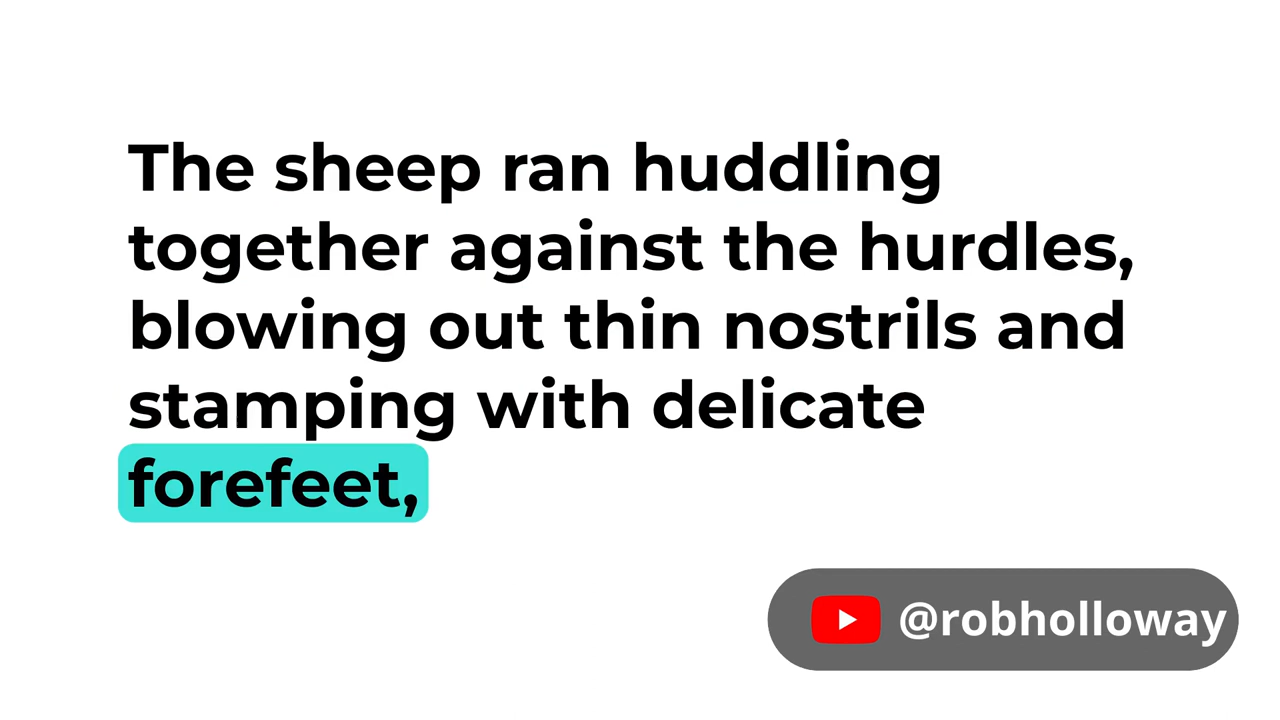 The sheep ran huddling
together against the hurdles,
blowing out thin nostrils and
stamping with delicate
forefeet,
@robholloway